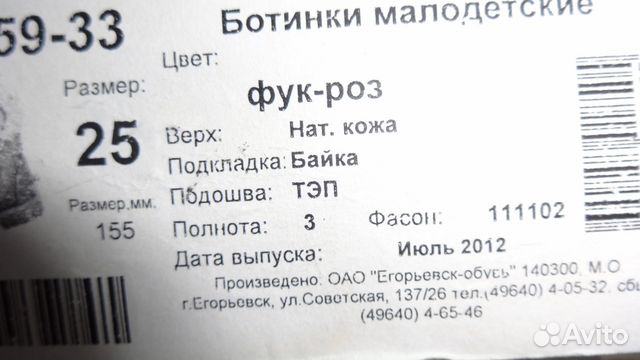 59-33
Ботинки малодетские
Размер:
25
Размер,мм.
155
Цвет:
фук-роз
Верх: Нат. кожа
Подкладка: Байка
Подошва: ТЭП
Полнота: 3 Фасон: 111102
Дата выпуска: Июль 2012
Произведено: ОАО "Егорьевск-обувь" 140300, М.О
г.Егорьевск, ул.Советская, 137/26 тел.(49640) 4-05-32, сбы
(49640) 4-65-46
Avito